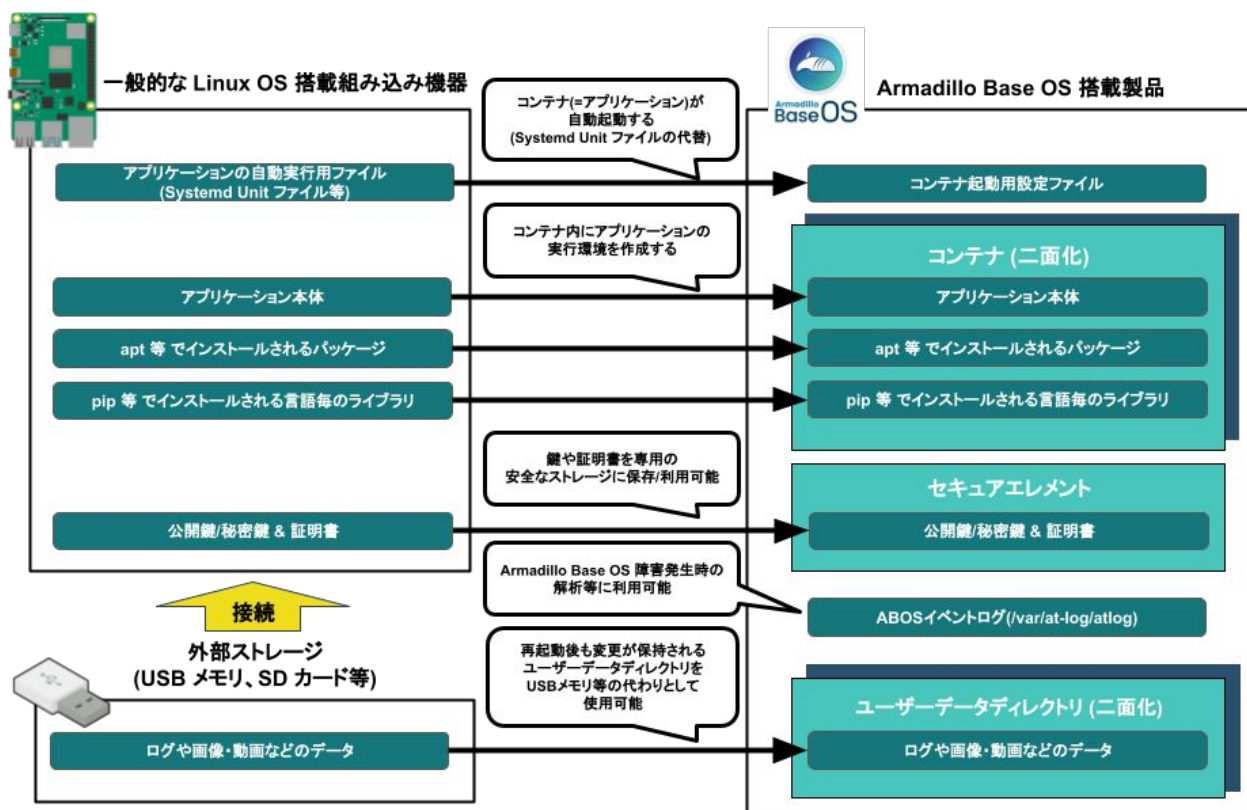 一般的な Linux OS 搭載組み込み機器
Armadillo
Base OS
Armadillo Base OS 搭載製品
コンテナ(=アプリケーション)が
自動起動する
(Systemd Unit ファイルの代替)
アプリケーションの自動実行用ファイル
(Systemd Unit ファイル等)
コンテナ起動用設定ファイル
コンテナ内にアプリケーションの
実行環境を作成する
コンテナ (二面化)
アプリケーション本体
アプリケーション本体
apt 等 でインストールされるパッケージ
apt 等 でインストールされるパッケージ
pip 等 でインストールされる言語毎のライブラリ
pip 等 でインストールされる言語毎のライブラリ
鍵や証明書を専用の
安全なストレージに保存/利用可能
セキュアエレメント
公開鍵/秘密鍵 & 証明書
公開鍵/秘密鍵 & 証明書
Armadillo Base OS 障害発生時の
解析等に利用可能
ABOSイベントログ(/var/at-log/atlog)
接続
外部ストレージ
(USB メモリ、SD カード等)
再起動後も変更が保持される
ユーザーデータディレクトリを
USBメモリ等の代わりとして
使用可能
ユーザーデータディレクトリ (二面化)
ログや画像・動画などのデータ
ログや画像・動画などのデータ